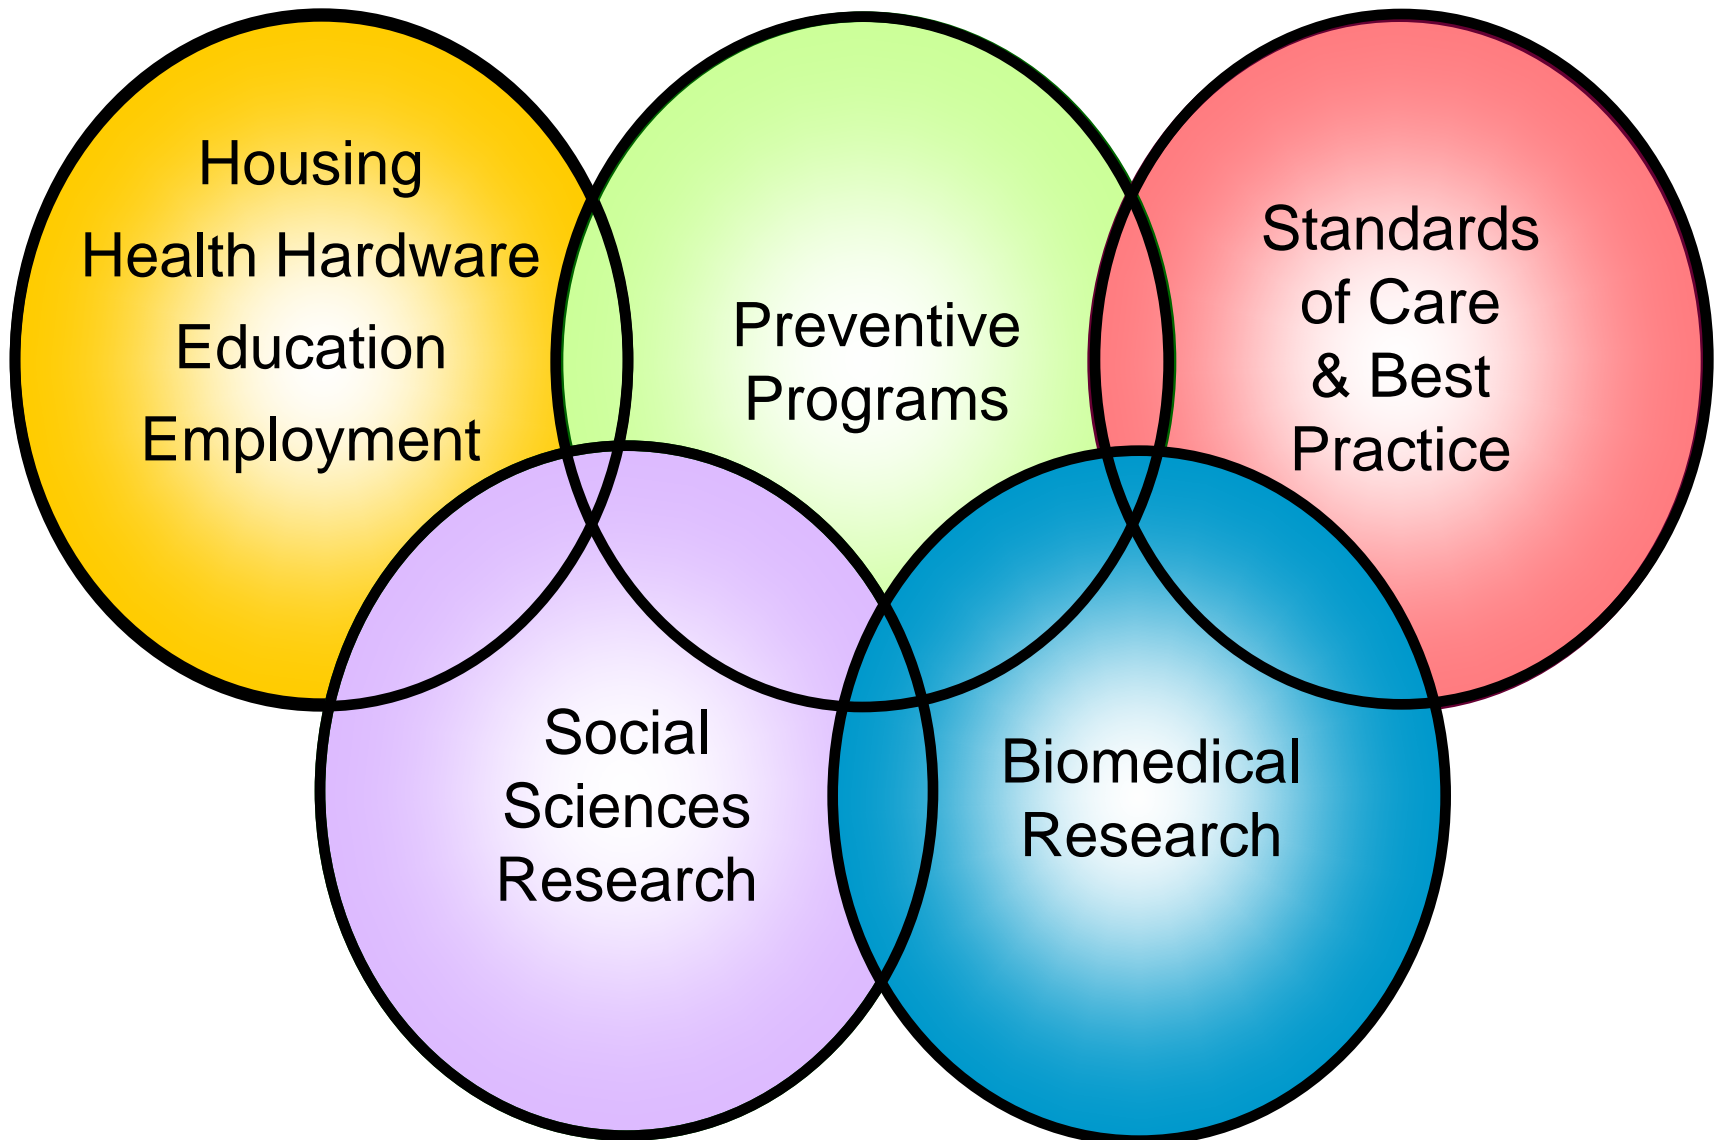 Housing
Health Hardware
Education
Employment
Preventive
Programs
Standards
of Care
& Best
Practice
Social
Sciences
Research
Biomedical
Research